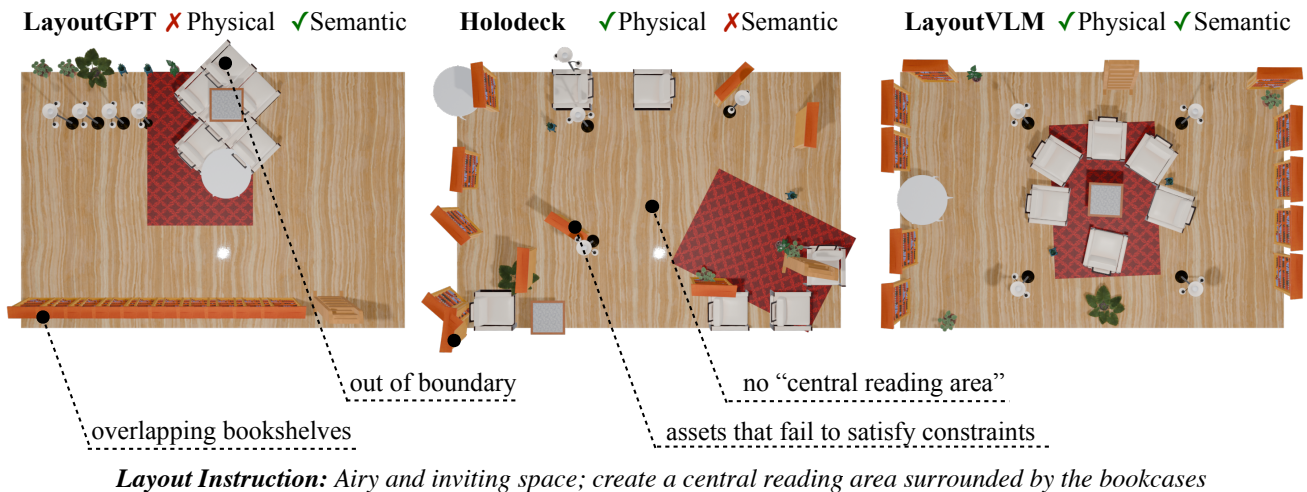 LayoutGPT ✗Physical ✓Semantic
Holodeck ✓Physical ✗Semantic
LayoutVLM ✓Physical ✓Semantic
out of boundary
no “central reading area”
overlapping bookshelves
assets that fail to satisfy constraints
Layout Instruction: Airy and inviting space; create a central reading area surrounded by the bookcases